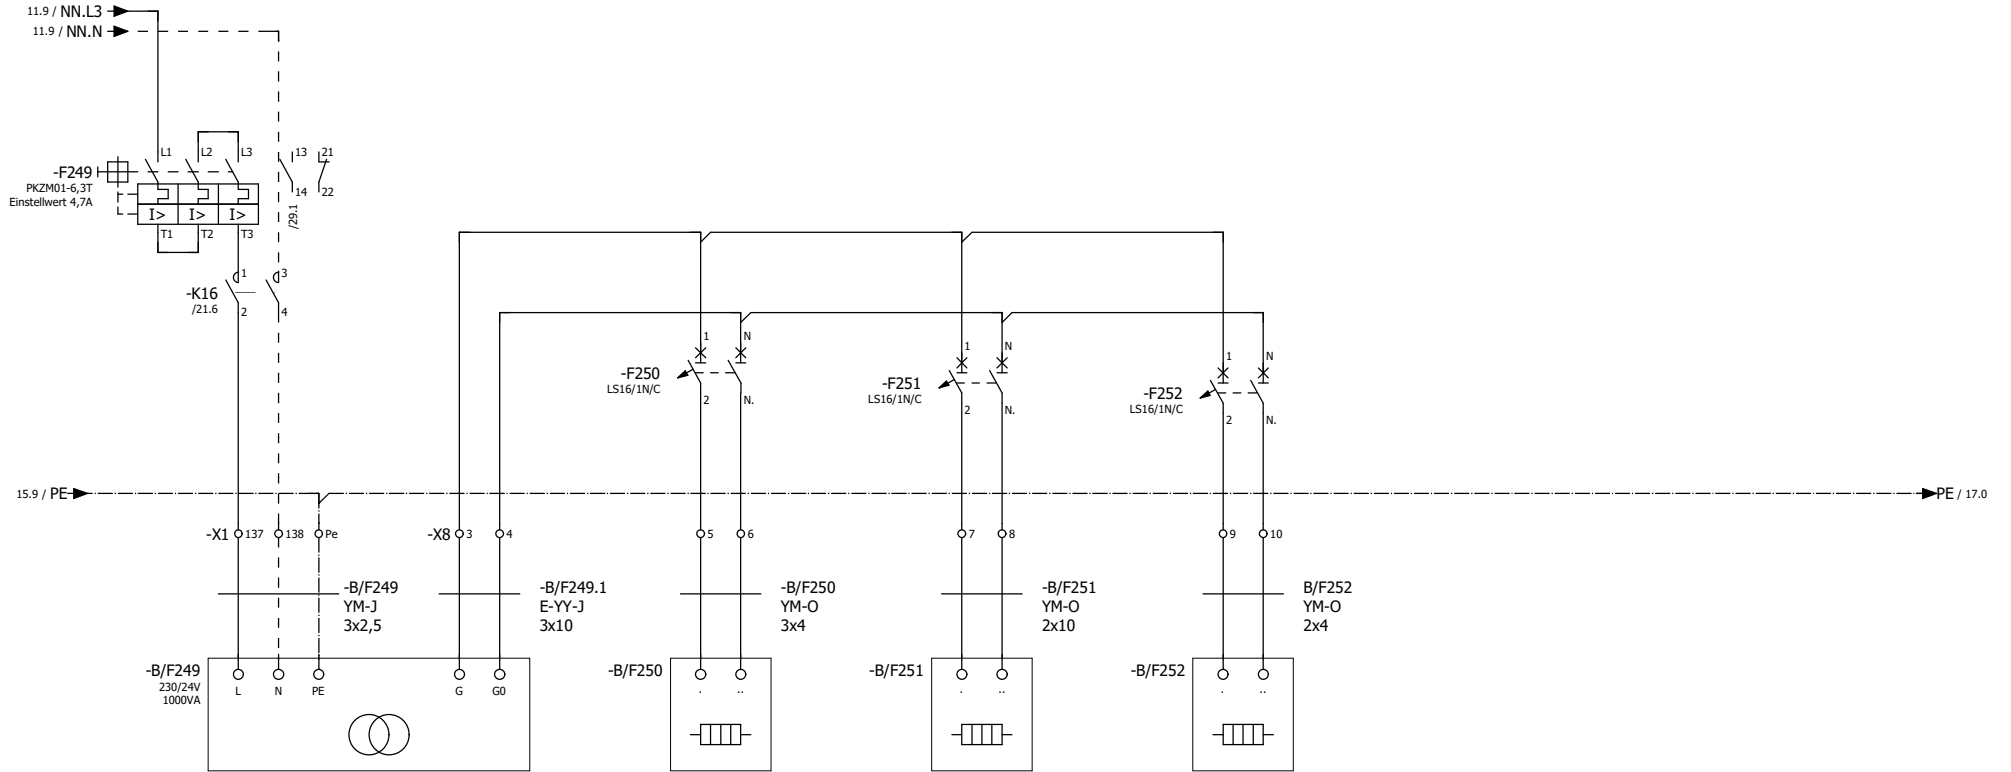 11.9 / NN.L3
11.9 / NN.N
L1 L2 L3 13 21
-F249
PKZM01-6,3T
Einstellwert 4,7A
14 22
/29.1
I> I> I>
T1 T2 T3
1 3
-K16
/21.6
2 4
1 N
-F250
LS16/1N/C
2 N.
1 N
-F251
LS16/1N/C
2 N.
1 N
-F252
LS16/1N/C
2 N.
15.9 / PE
PE / 17.0
-X1 137 138 Pe
-X8 3 4 5 6 7 8 9 10
-B/F249
YM-J
3x2,5
-B/F249.1
E-YY-J
3x10
-B/F250
YM-O
3x4
-B/F251
YM-O
2x10
B/F252
YM-O
2x4
-B/F249
230/24V
1000VA
L N PE G G0
-B/F250
. ..
-B/F251
. ..
-B/F252
. ..